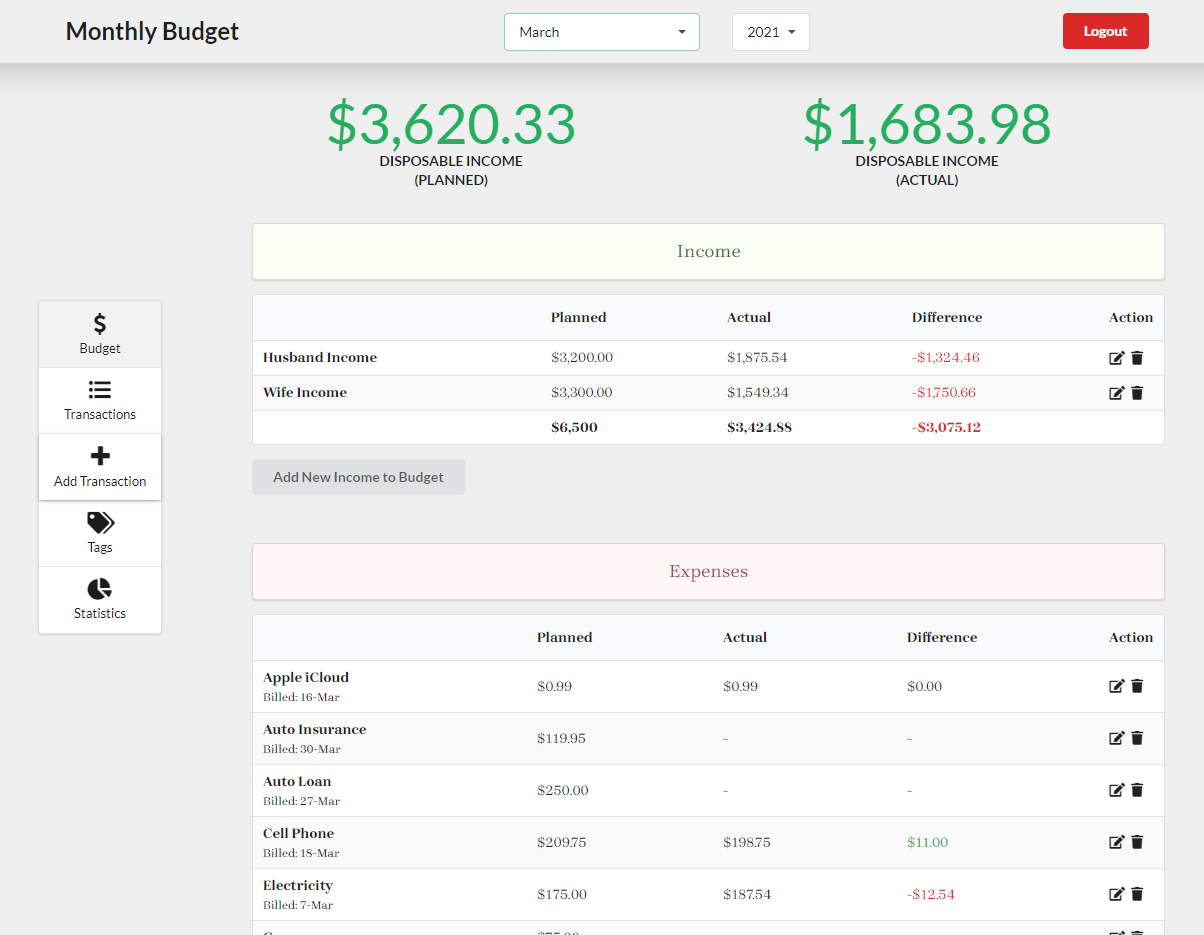 Monthly Budget
March
2021
Logout
$3,620.33
DISPOSABLE INCOME
(PLANNED)
$1,683.98
DISPOSABLE INCOME
(ACTUAL)
Budget
Transactions
Add Transaction
Tags
Statistics
Income
Planned Actual Difference Action
Husband Income $3,200.00 $1,875.54 -$1,324.46
Wife Income $3,300.00 $1,549.34 -$1,750.66
$6,500 $3,424.88 -$3,075.12
Add New Income to Budget
Expenses
Planned Actual Difference Action
Apple iCloud $0.99 $0.99 $0.00
Billed: 16-Mar
Auto Insurance $119.95 - -
Billed: 30-Mar
Auto Loan $250.00 - -
Billed: 27-Mar
Cell Phone $209.75 $198.75 $11.00
Billed: 18-Mar
Electricity $175.00 $187.54 -$12.54
Billed: 7-Mar